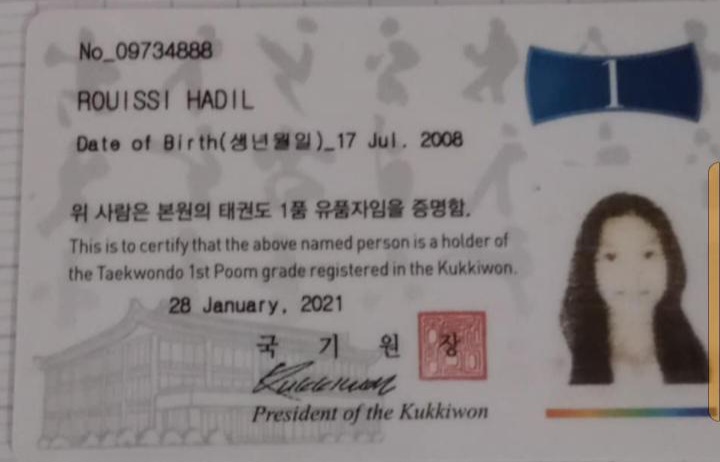 No_09734888
1
ROUISSI HADIL
Date of Birth(생년월일)_17 Jul. 2008
위 사람은 본원의 태권도 1품 유품자임을 증명함.
This is to certify that the above named person is a holder of
the Taekwondo 1st Poom grade registered in the Kukkiwon.
28 January, 2021
국 기 원 장
Kukkiwon
President of the Kukkiwon